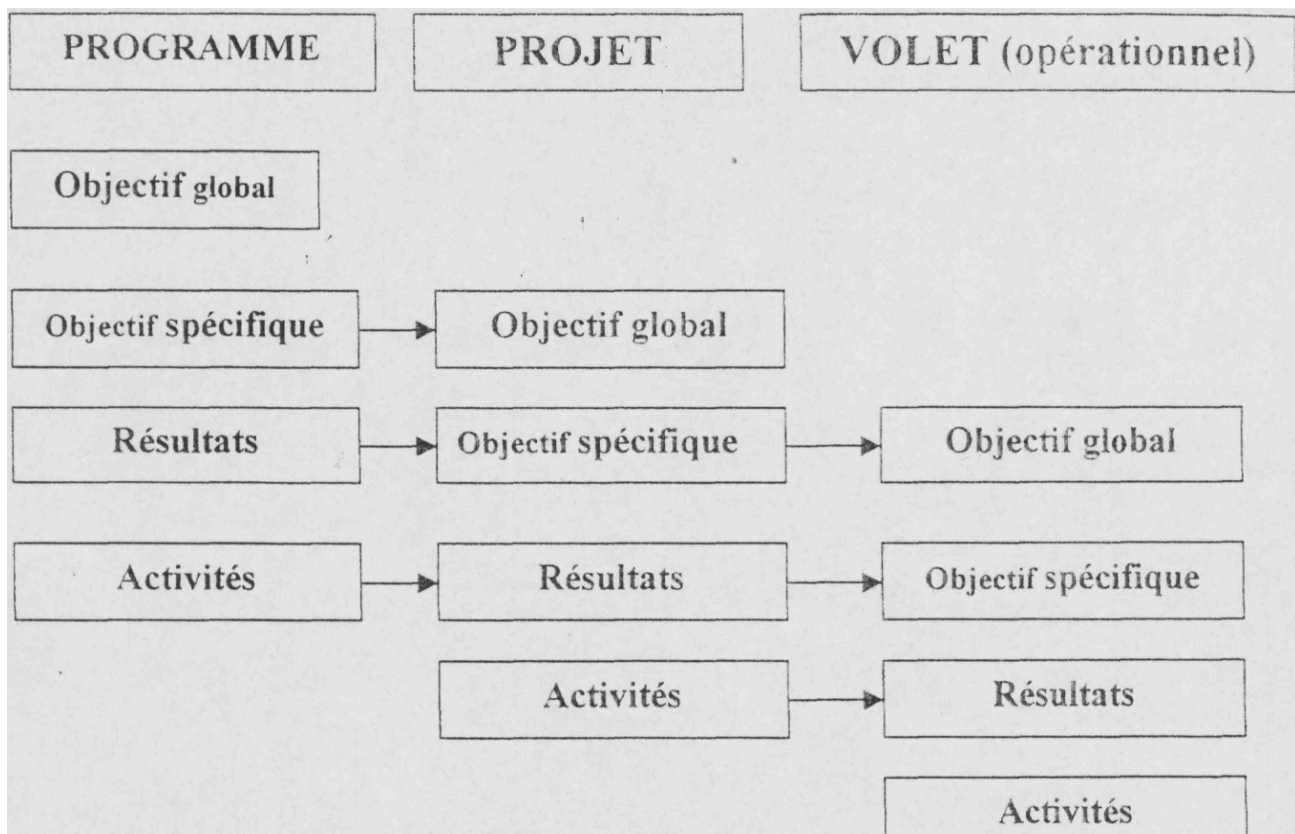 PROGRAMME
PROJET
VOLET (opérationnel)
Objectif global
Objectif spécifique
Objectif global
Résultats
Objectif spécifique
Objectif global
Activités
Résultats
Objectif spécifique
Activités
Résultats
Activités